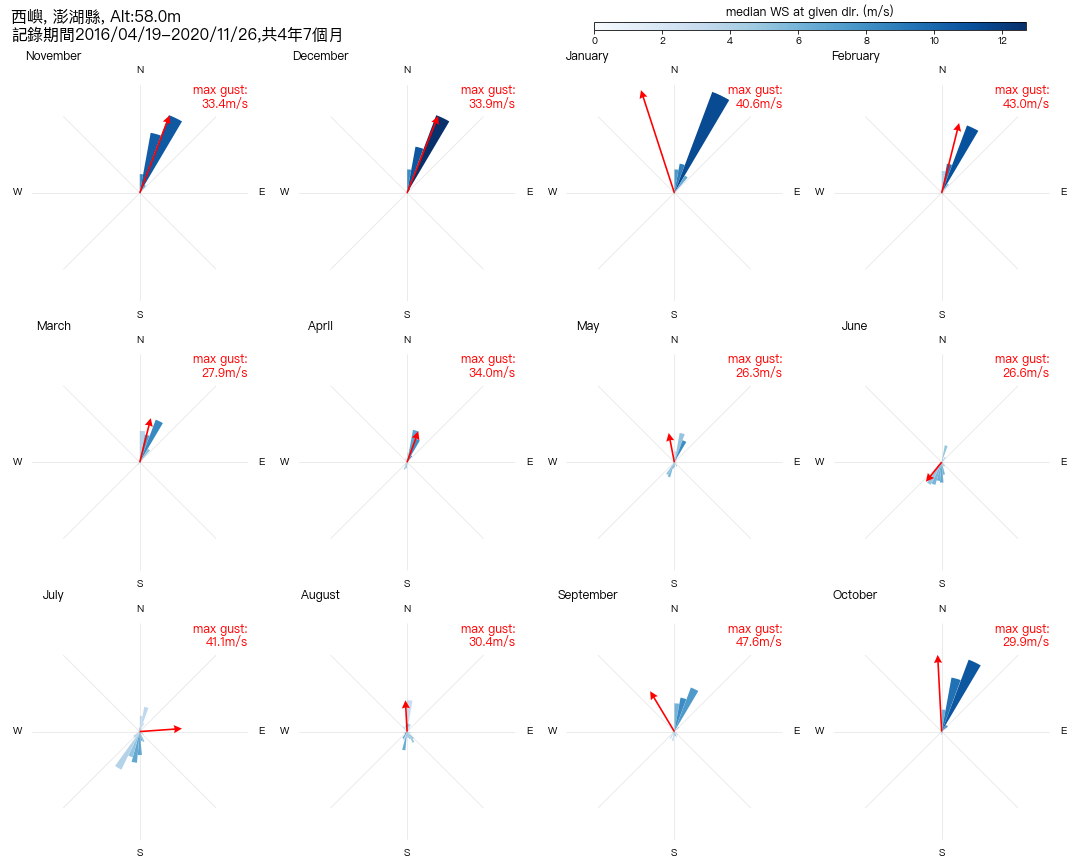 西嶼, 澎湖縣, Alt:58.0m
記錄期間2016/04/19−2020/11/26,共4年7個月
median WS at given dir. (m/s)
0 2 4 6 8 10 12
November
N
max gust:
33.4m/s
W E
S
December
N
max gust:
33.9m/s
W E
January
N
max gust:
40.6m/s
W E
S
February
N
max gust:
43.0m/s
W E
S
March
N
max gust:
27.9m/s
W E
S
April
N
max gust:
34.0m/s
W E
S
May
N
max gust:
26.3m/s
W E
S
June
N
max gust:
26.6m/s
W E
S
July
N
max gust:
41.1m/s
W E
S
August
N
max gust:
30.4m/s
W E
S
September
N
max gust:
47.6m/s
W E
S
October
N
max gust:
29.9m/s
W E
S